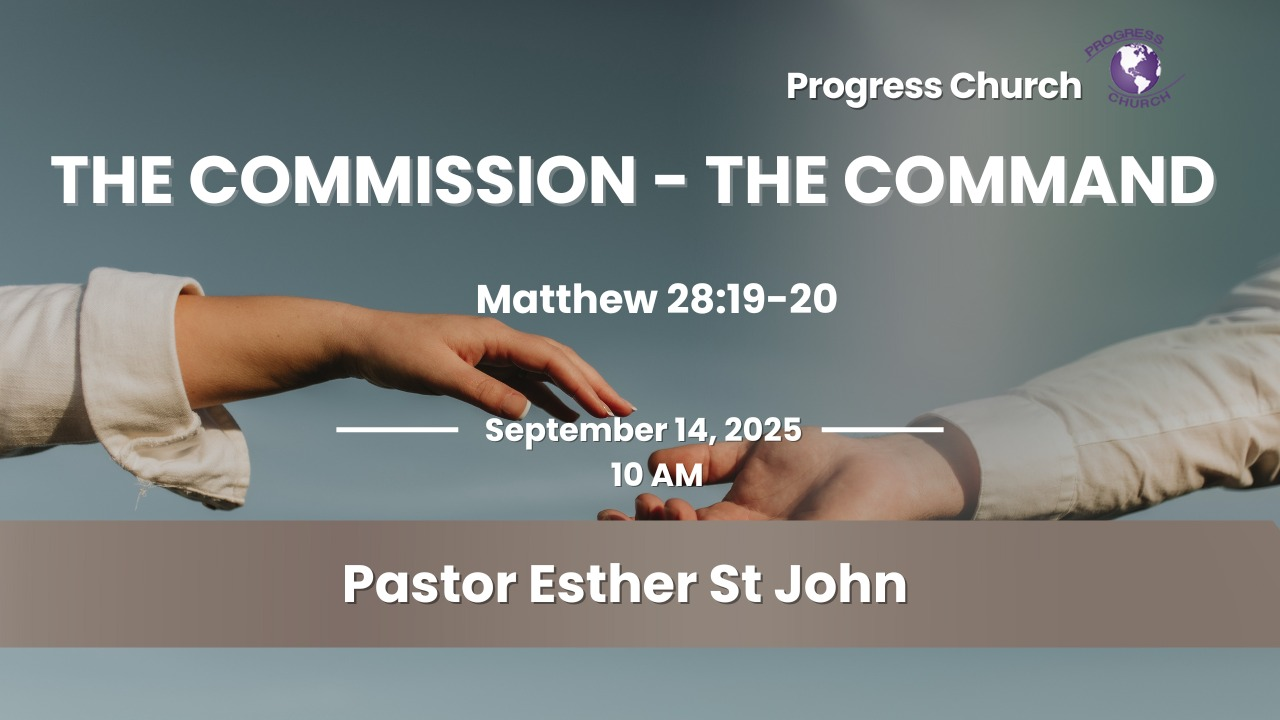 Progress Church
PROGRESS
CHURCH
THE COMMISSION - THE COMMAND
Matthew 28:19-20
September 14, 2025
10 AM
Pastor Esther St John